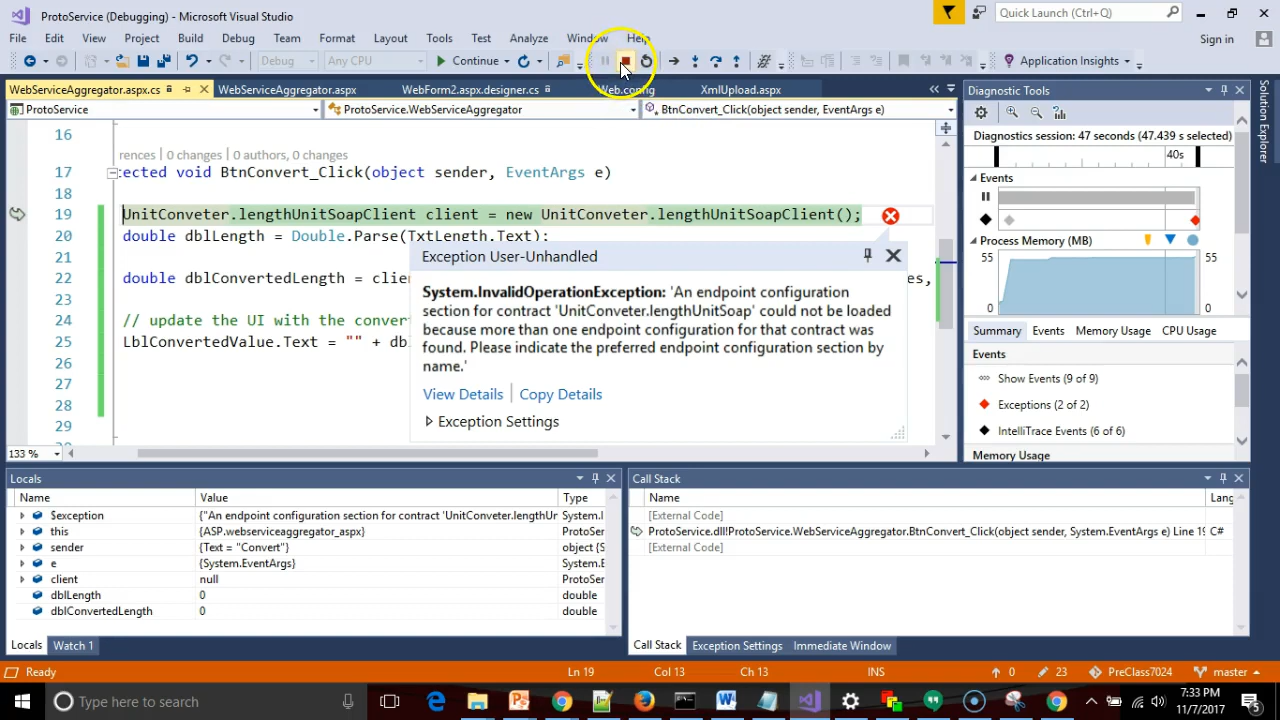 ProtoService (Debugging) - Microsoft Visual Studio
Quick Launch (Ctrl+Q)
File Edit View Project Build Debug Team Format Layout Tools Test Analyze Window Help
Sign in
Debug Any CPU Continue Application Insights
WebServiceAggregator.aspx.cs WebServiceAggregator.aspx WebForm2.aspx.designer.cs Web.config XmlUpload.aspx
ProtoService ProtoService.WebServiceAggregator BtnConvert_Click(object sender, EventArgs e)
16
rences | 0 changes | 0 authors, 0 changes
17 :ected void BtnConvert_Click(object sender, EventArgs e)
18
19 UnitConveter.lengthUnitSoapClient client = new UnitConveter.lengthUnitSoapClient();
20 double dblLength = Double.Parse(TxtLength.Text);
21
22 double dblConvertedLength = clie es,
23
24 // update the UI with the conver
25 LblConvertedValue.Text = "" + db
26
27
28
133 %
Exception User-Unhandled
System.InvalidOperationException: 'An endpoint configuration
section for contract 'UnitConveter.lengthUnitSoap' could not be loaded
because more than one endpoint configuration for that contract was
found. Please indicate the preferred endpoint configuration section by
name.'
View Details | Copy Details
Exception Settings
Diagnostic Tools
Diagnostics session: 47 seconds (47.439 s selected)
40s
Events
Process Memory (MB)
55 55
0 0
Summary Events Memory Usage CPU Usage
Events
Show Events (9 of 9)
Exceptions (2 of 2)
IntelliTrace Events (6 of 6)
Memory Usage
Solution Explorer
Locals
Name Value Type
$exception {"An endpoint configuration section for contract 'UnitConveter.lengthUn System.I
this {ASP.webserviceaggregator_aspx} ProtoSer
sender {Text = "Convert"} object {S
e {System.EventArgs} System.E
client null ProtoSer
dblLength 0 double
dblConvertedLength 0 double
Locals Watch 1
Call Stack
Name Lang
[External Code]
ProtoService.dll!ProtoService.WebServiceAggregator.BtnConvert_Click(object sender, System.EventArgs e) Line 19 C#
[External Code]
Call Stack Exception Settings Immediate Window
Ready Ln 19 Col 13 Ch 13 INS 0 23 PreClass7024 master
Type here to search
7:33 PM
11/7/2017
5